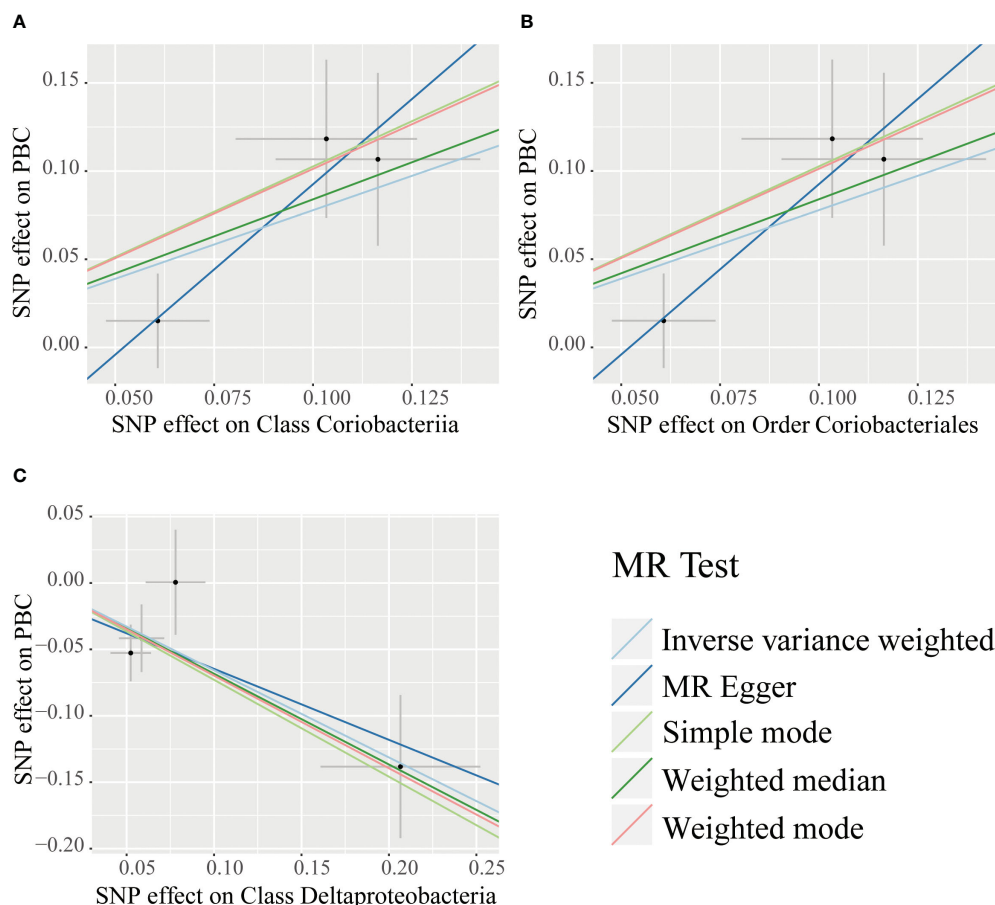 A
SNP effect on PBC
0.15
0.10
0.05
0.00
0.050
0.075
0.100
0.125
SNP effect on Class Coriobacteriia
B
SNP effect on PBC
0.15
0.10
0.05
0.00
0.050
0.075
0.100
0.125
SNP effect on Order Coriobacteriales
C
SNP effect on PBC
0.05
0.00
−0.05
−0.10
−0.15
−0.20
0.05
0.10
0.15
0.20
0.25
SNP effect on Class Deltaproteobacteria
MR Test
Inverse variance weighted
MR Egger
Simple mode
Weighted median
Weighted mode